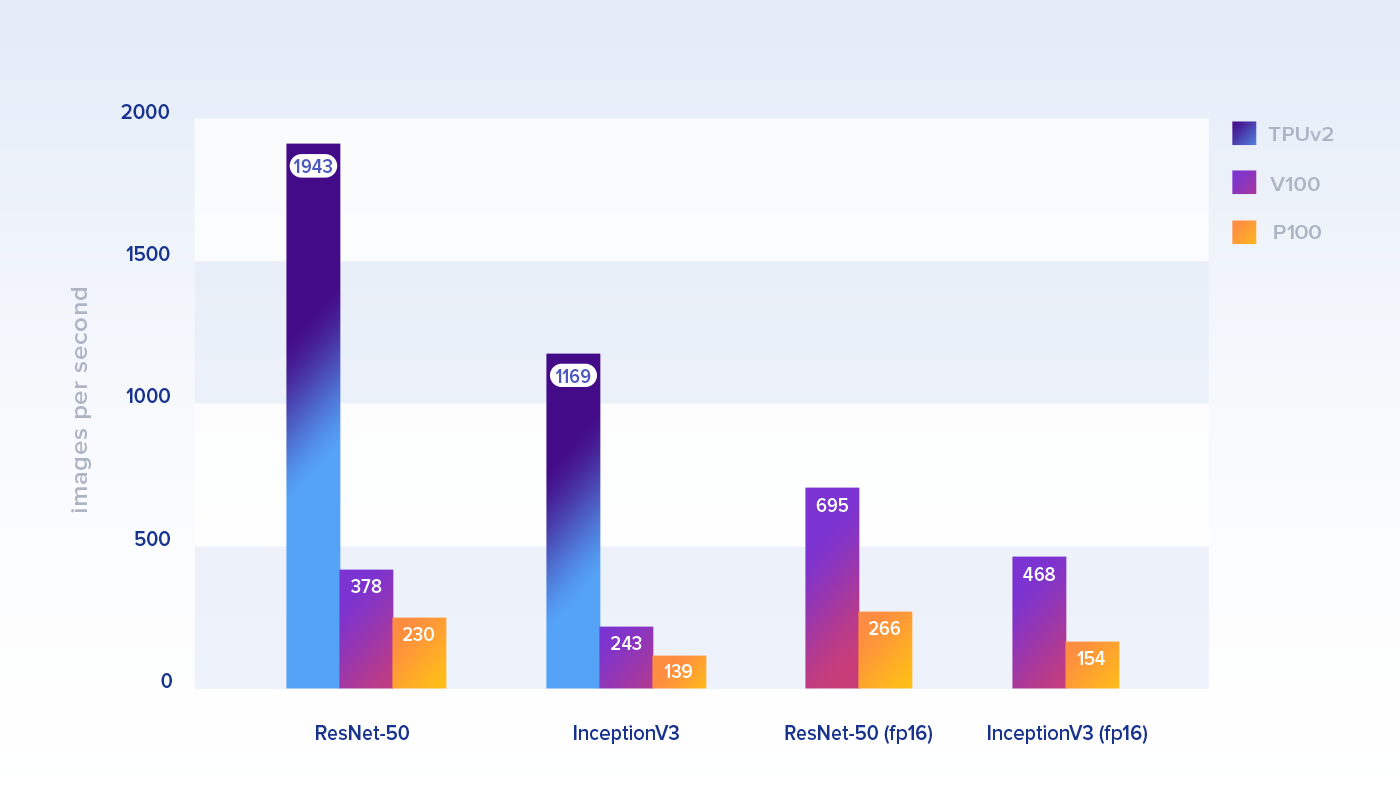 2000
1500
1000
500
0
images per second
1943
378
230
1169
243
139
695
266
468
154
ResNet-50
InceptionV3
ResNet-50 (fp16)
InceptionV3 (fp16)
TPUv2
V100
P100